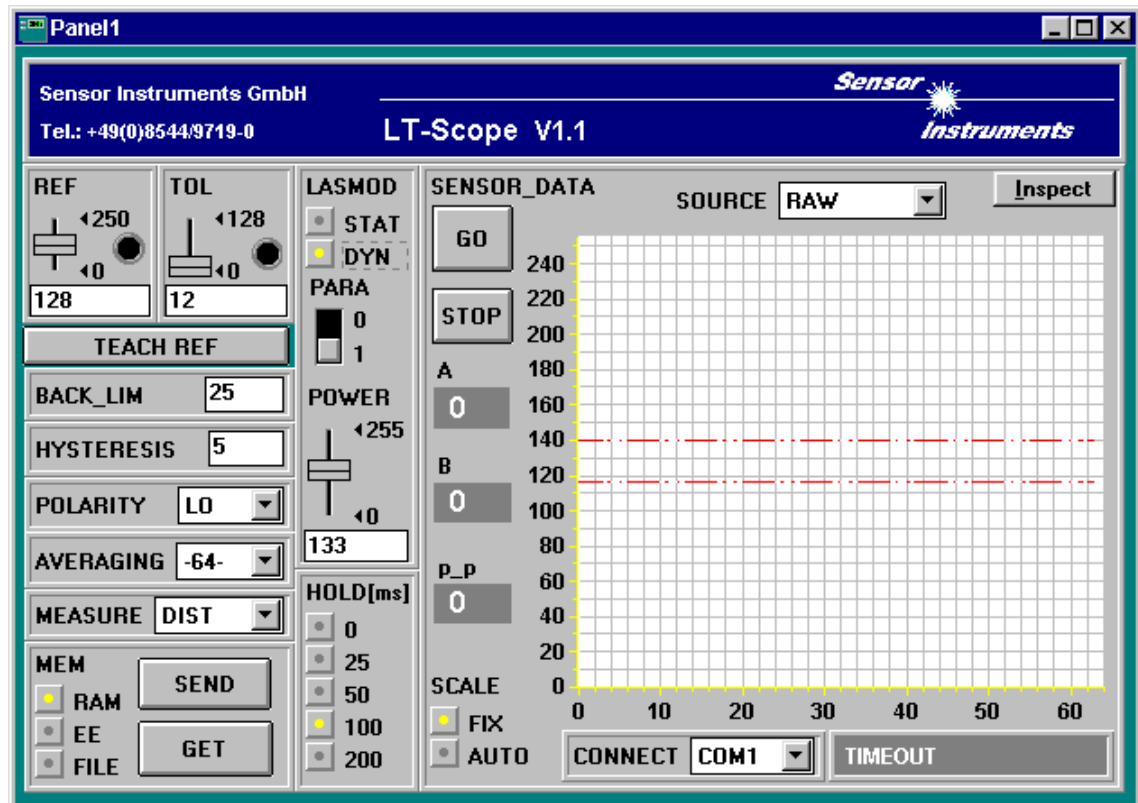 Panel1
Sensor Instruments GmbH
Tel.: +49(0)8544/9719-0
LT-Scope V1.1
Sensor
Instruments
REF
250
0
128
TOL
128
0
12
TEACH REF
BACK_LIM 25
HYSTERESIS 5
POLARITY LO
AVERAGING -64-
MEASURE DIST
MEM
RAM
EE
FILE
SEND
GET
LASMOD
STAT
DYN
PARA
0
1
POWER
255
0
133
HOLD[ms]
0
25
50
100
200
SENSOR_DATA
GO
STOP
A
0
B
0
p_p
0
SCALE
FIX
AUTO
SOURCE RAW
Inspect
240
220
200
180
160
140
120
100
80
60
40
20
0
0 10 20 30 40 50 60
CONNECT COM1
TIMEOUT